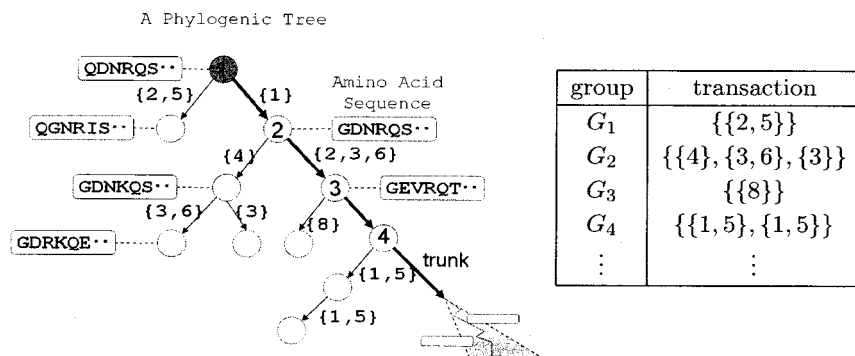 A Phylogenic Tree
QDNRQS··
{2,5}
{1}
Amino Acid
Sequence
QGNRIS··
2
GDNRQS··
{4}
{2,3,6}
GDNKQS··
3
GEVRQT··
{3,6}
{3}
{8}
GDRKQE··
4
{1,5}
trunk
{1,5}
group transaction
G₁ {{2, 5}}
G₂ {{4}, {3, 6}, {3}}
G₃ {{8}}
G₄ {{1, 5}, {1, 5}}
⋮ ⋮